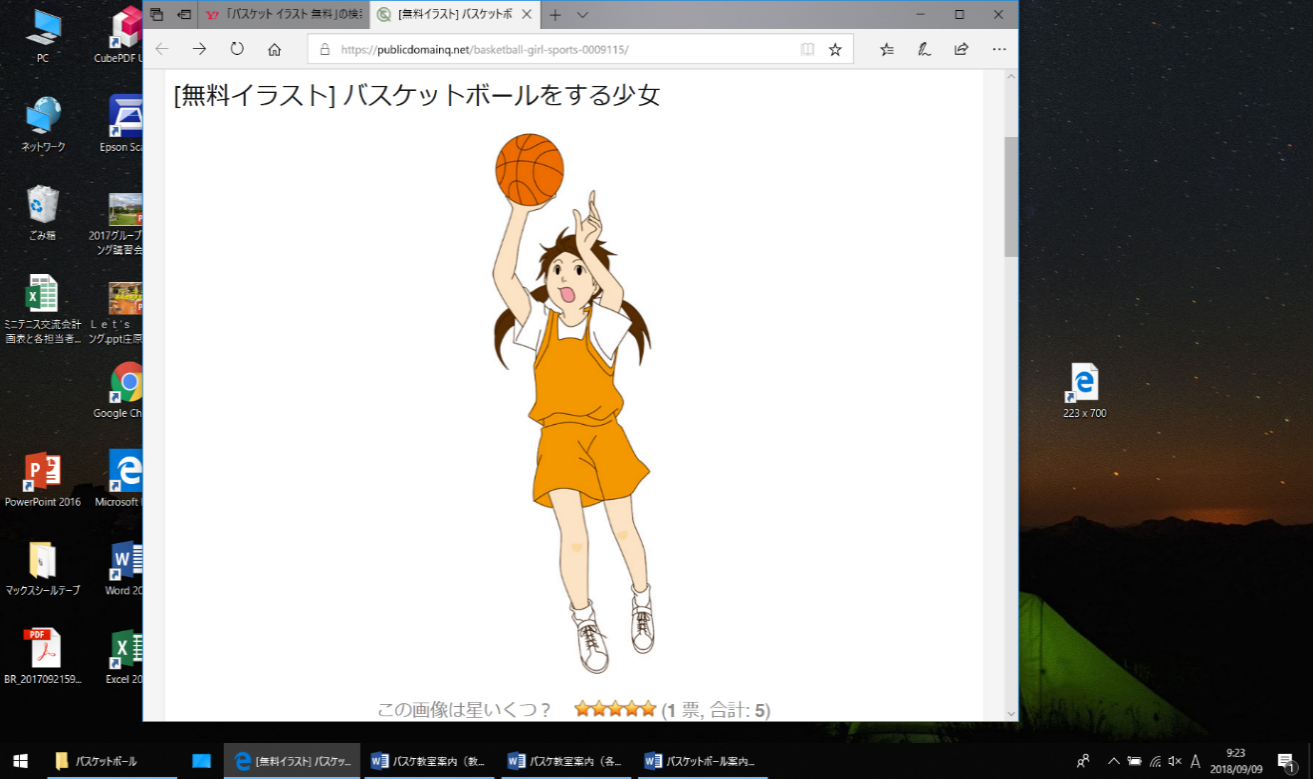 PC
CubePDF U
ネットワーク
Epson Sca
ごみ箱
2017グループ
ング講習会
ミニテニス交流会計
画表と各担当者...
Ｌｅｔ'ｓ
ング.ppt庄原
Google Ch
PowerPoint 2016
Microsoft
マックスシールテープ
Word 20
BR_2017092159...
Excel 20
「バスケット イラスト 無料」の検
[無料イラスト] バスケットボ
https://publicdomainq.net/basketball-girl-sports-0009115/
[無料イラスト] バスケットボールをする少女
この画像は星いくつ？ (1 票, 合計: 5)
223 x 700
バスケットボール
[無料イラスト] バスケッ...
バスケ教室案内（教...
バスケ教室案内（各...
バスケットボール案内...
A
9:23
2018/09/09
1